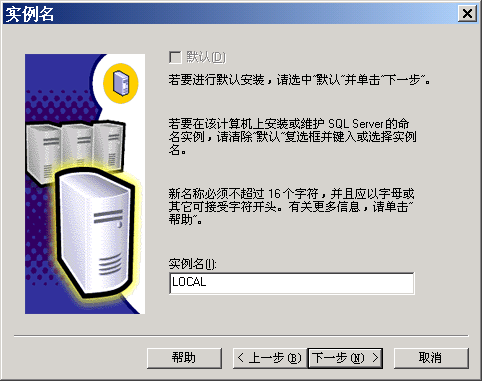 实例名
默认(D)
若要进行默认安装，请选中"默认"并单击"下一步"。
若要在该计算机上安装或维护 SQL Server 的命
名实例，请清除"默认"复选框并键入或选择实例
名。
新名称必须不超过 16 个字符，并且应以字母或
其它可接受字符开头。有关更多信息，请单击"
帮助"。
实例名(I):
LOCAL
帮助
< 上一步(B)
下一步(N) >
取消